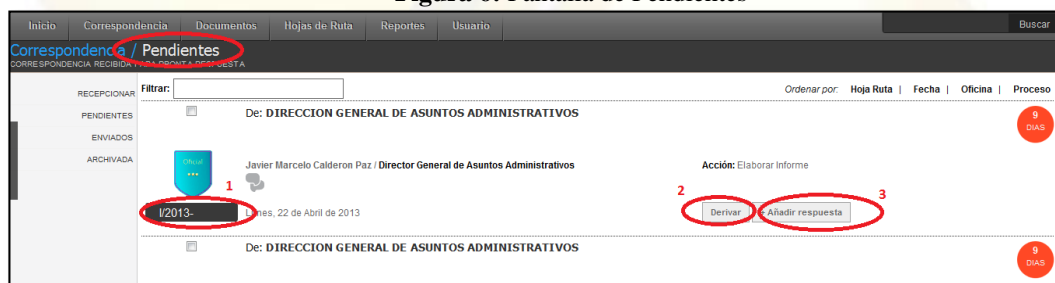 Figura 6. Pantalla de Pendientes
Inicio Correspondencia Documentos Hojas de Ruta Reportes Usuario Buscar
Correspondencia / Pendientes
CORRESPONDENCIA RECIBIDA PARA PRONTA RESPUESTA
RECEPCIONAR
PENDIENTES
ENVIADOS
ARCHIVADA
Filtrar: Ordenar por: Hoja Ruta | Fecha | Oficina | Proceso
De: DIRECCION GENERAL DE ASUNTOS ADMINISTRATIVOS
9
DIAS
Oficial
Javier Marcelo Calderon Paz / Director General de Asuntos Administrativos Acción: Elaborar Informe
1
2
3
I/2013- Lunes, 22 de Abril de 2013 Derivar + Añadir respuesta
De: DIRECCION GENERAL DE ASUNTOS ADMINISTRATIVOS
9
DIAS